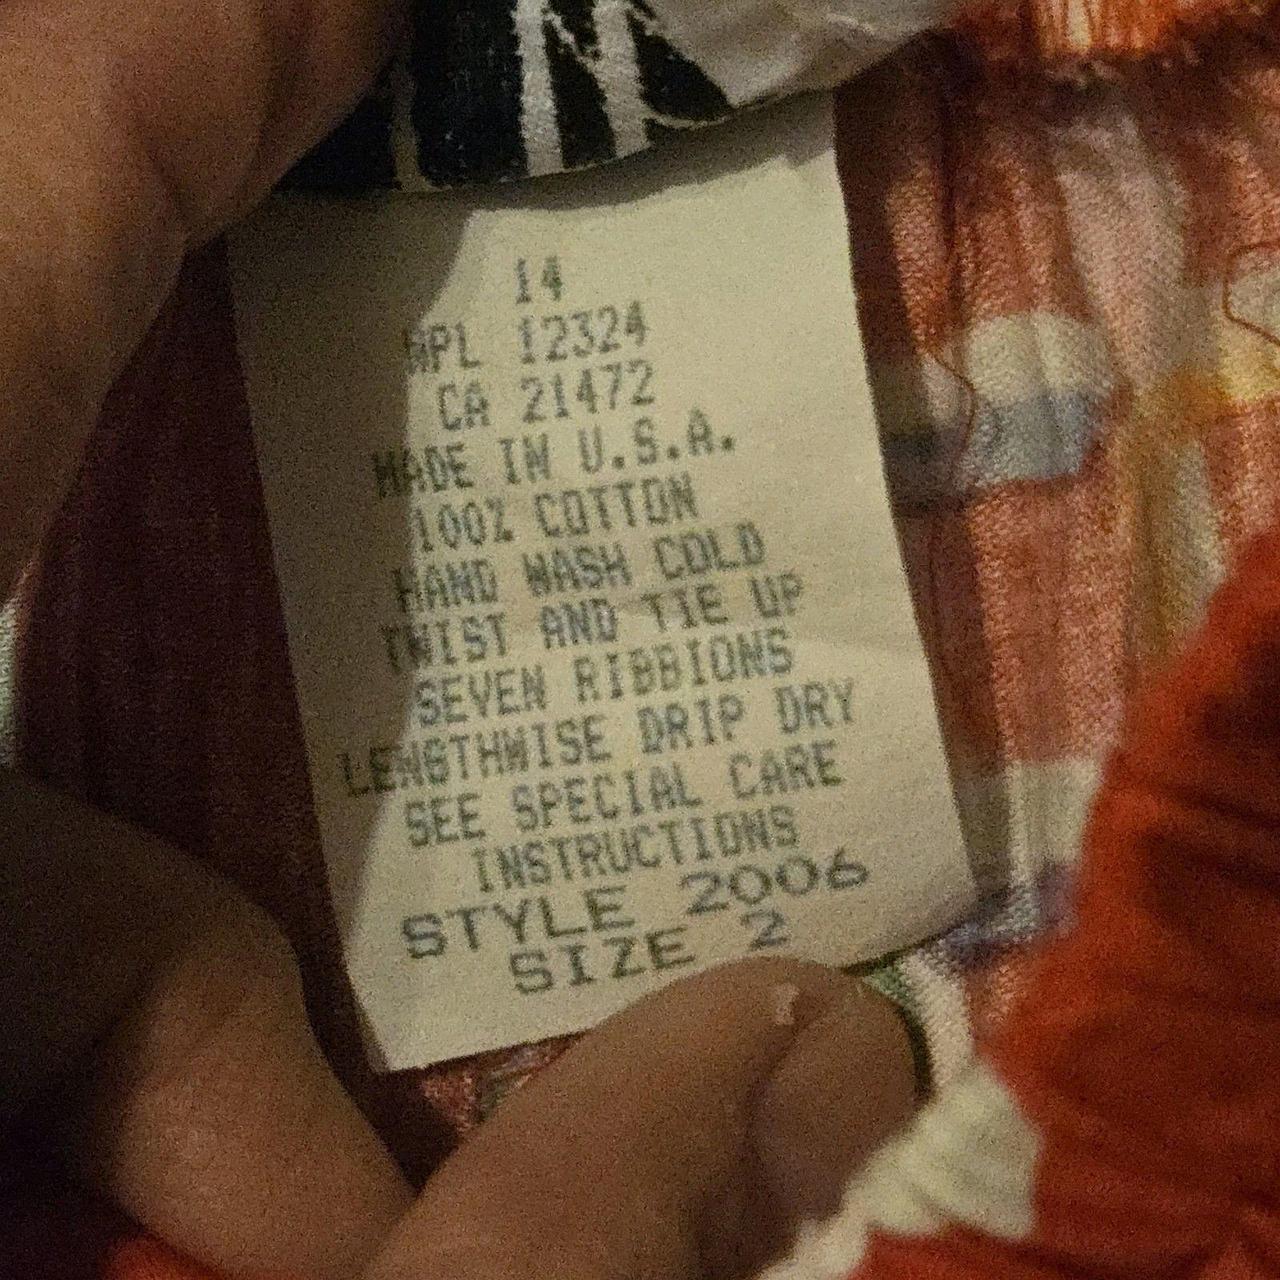 14
APL 12324
CA 21472
MADE IN U.S.A.
100% COTTON
HAND WASH COLD
TWIST AND TIE UP
SEVEN RIBBIONS
LENGTHWISE DRIP DRY
SEE SPECIAL CARE
INSTRUCTIONS
STYLE 2006
SIZE 2